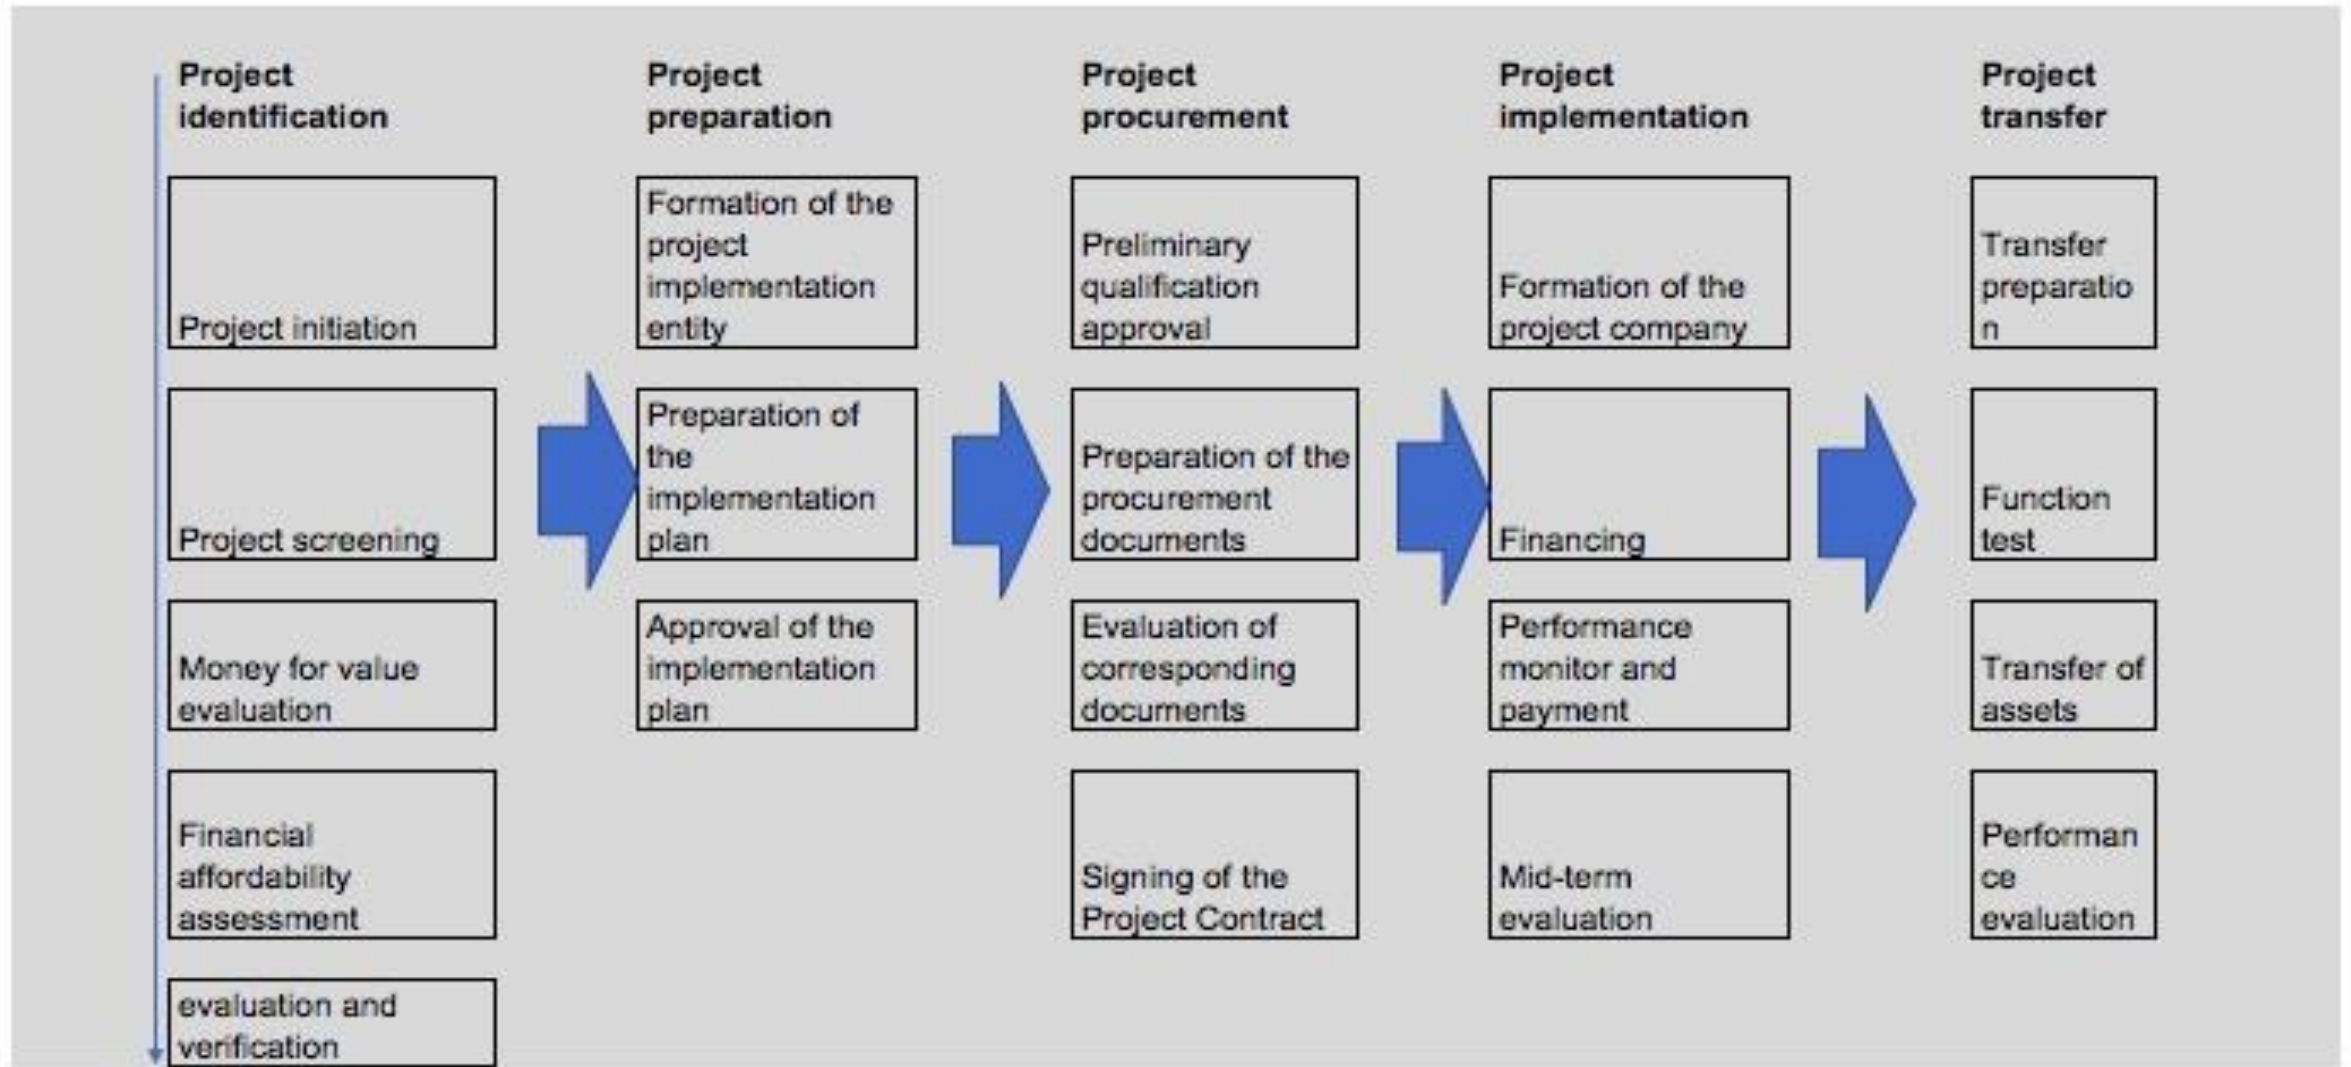 Project
identification
Project initiation
Project screening
Money for value
evaluation
Financial
affordability
assessment
evaluation and
verification
Project
preparation
Formation of the
project
implementation
entity
Preparation of
the
implementation
plan
Approval of the
implementation
plan
Project
procurement
Preliminary
qualification
approval
Preparation of the
procurement
documents
Evaluation of
corresponding
documents
Signing of the
Project Contract
Project
implementation
Formation of the
project company
Financing
Performance
monitor and
payment
Mid-term
evaluation
Project
transfer
Transfer
preparatio
n
Function
test
Transfer of
assets
Performan
ce
evaluation